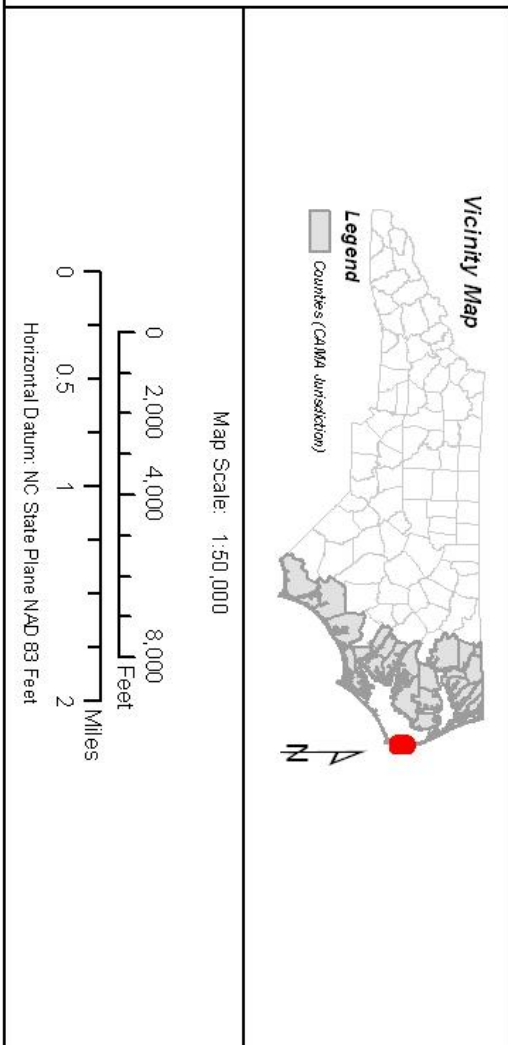 Vicinity Map
Legend
Counties (CAMA Jurisdiction)
N
Map Scale: 1:50,000
0 2,000 4,000 8,000
Feet
0 0.5 1 2
Miles
Horizontal Datum: NC State Plane NAD 83 Feet